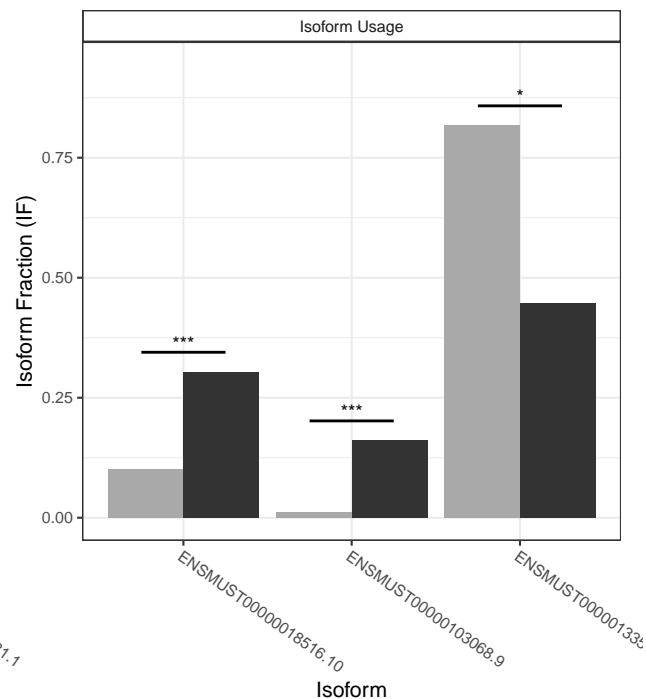 Isoform Usage
*
0.75
Isoform Fraction (IF)
0.50
***
0.25
***
0.00
ENSMUST00000018516.10
ENSMUST00000103068.9
Isoform